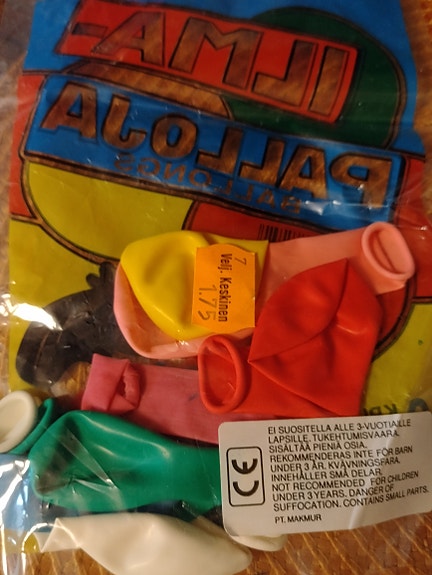 ILMA-
PALLOJA
BALLONGS
7
Velj. Keskinen
1.75
CE
EI SUOSITELLA ALLE 3-VUOTIAILLE
LAPSILLE. TUKEHTUMISVAARA.
SISÄLTÄÄ PIENIÄ OSIA.
REKOMMENDERAS INTE FÖR BARN
UNDER 3 ÅR. KVÄVNINGSFARA.
INNEHÅLLER SMÅ DELAR.
NOT RECOMMENDED FOR CHILDREN
UNDER 3 YEARS. DANGER OF
SUFFOCATION. CONTAINS SMALL PARTS.
PT. MAKMUR